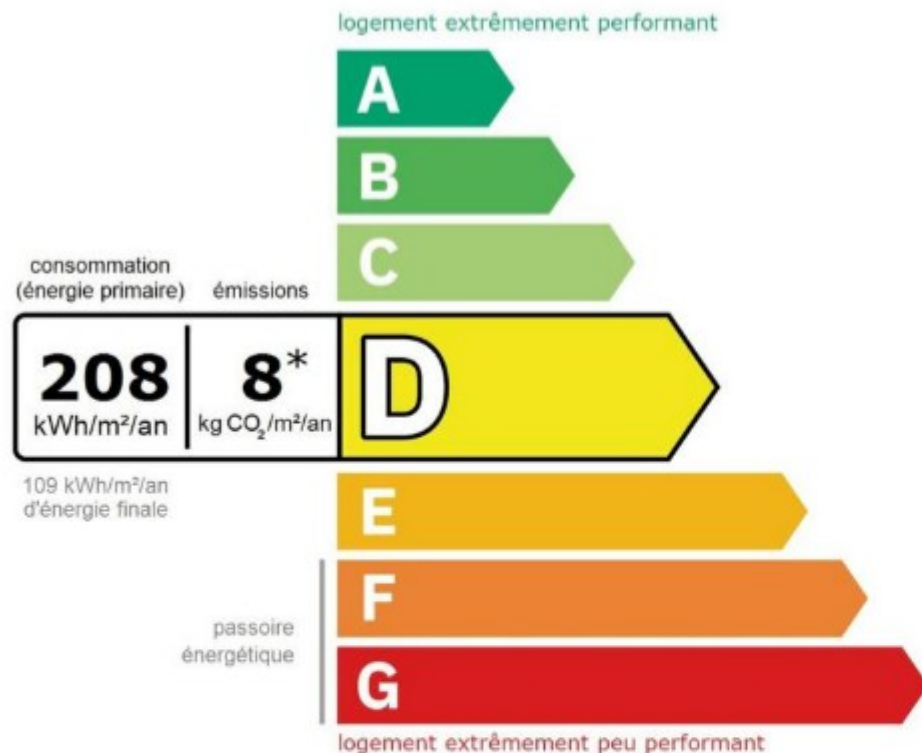 logement extrêmement performant
A
B
C
consommation
(énergie primaire)
émissions
208
kWh/m²/an
8*
kg CO₂/m²/an
D
109 kWh/m²/an
d'énergie finale
E
F
passoire
énergétique
G
logement extrêmement peu performant